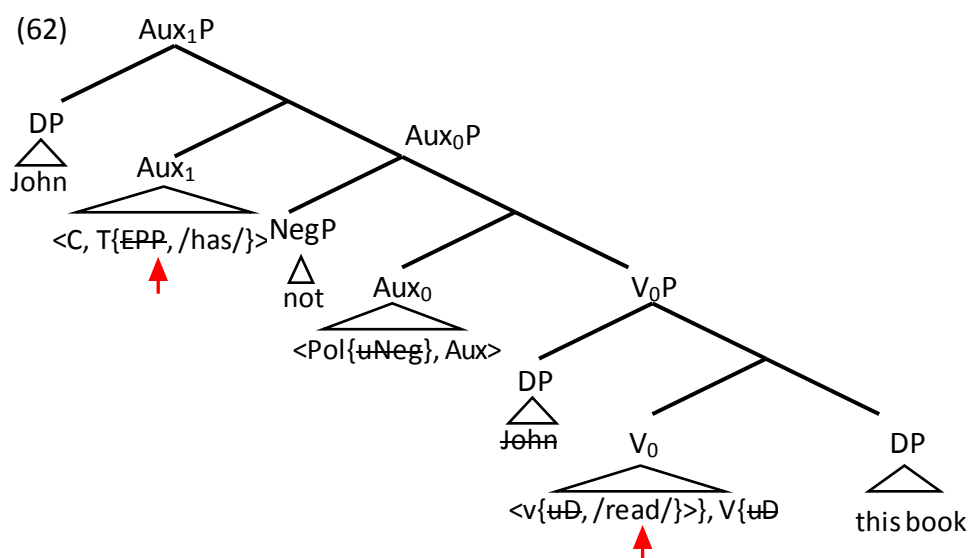 (62)
Aux₁P
DP
John
Aux₁
<C, T{EPP, /has/}>
Aux₀P
NegP
not
Aux₀
<Pol{uNeg}, Aux>
V₀P
DP
John
V₀
<v{uD, /read/}>}, V{uD
DP
this book